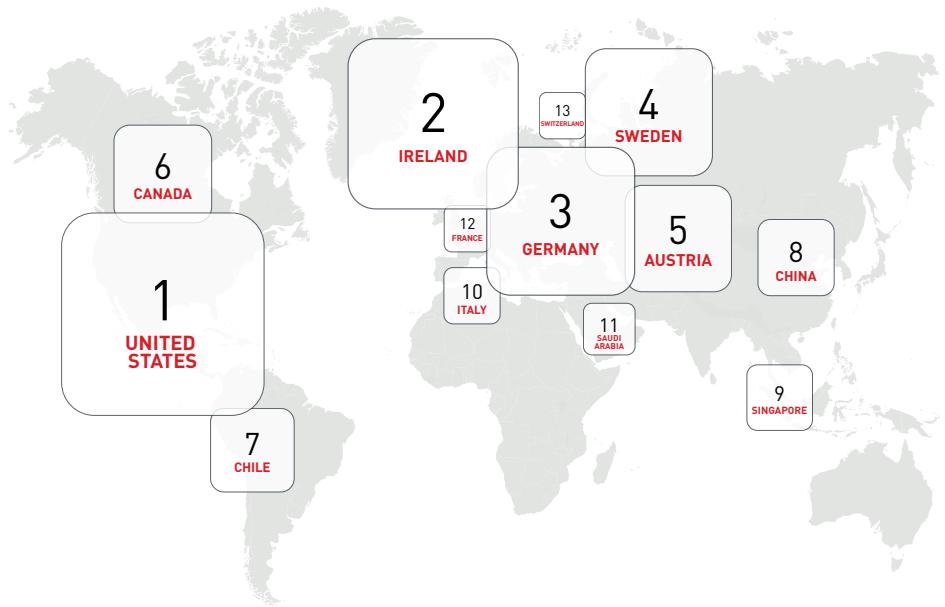 1
UNITED
STATES
2
IRELAND
3
GERMANY
4
SWEDEN
5
AUSTRIA
6
CANADA
7
CHILE
8
CHINA
9
SINGAPORE
10
ITALY
11
SAUDI
ARABIA
12
FRANCE
13
SWITZERLAND